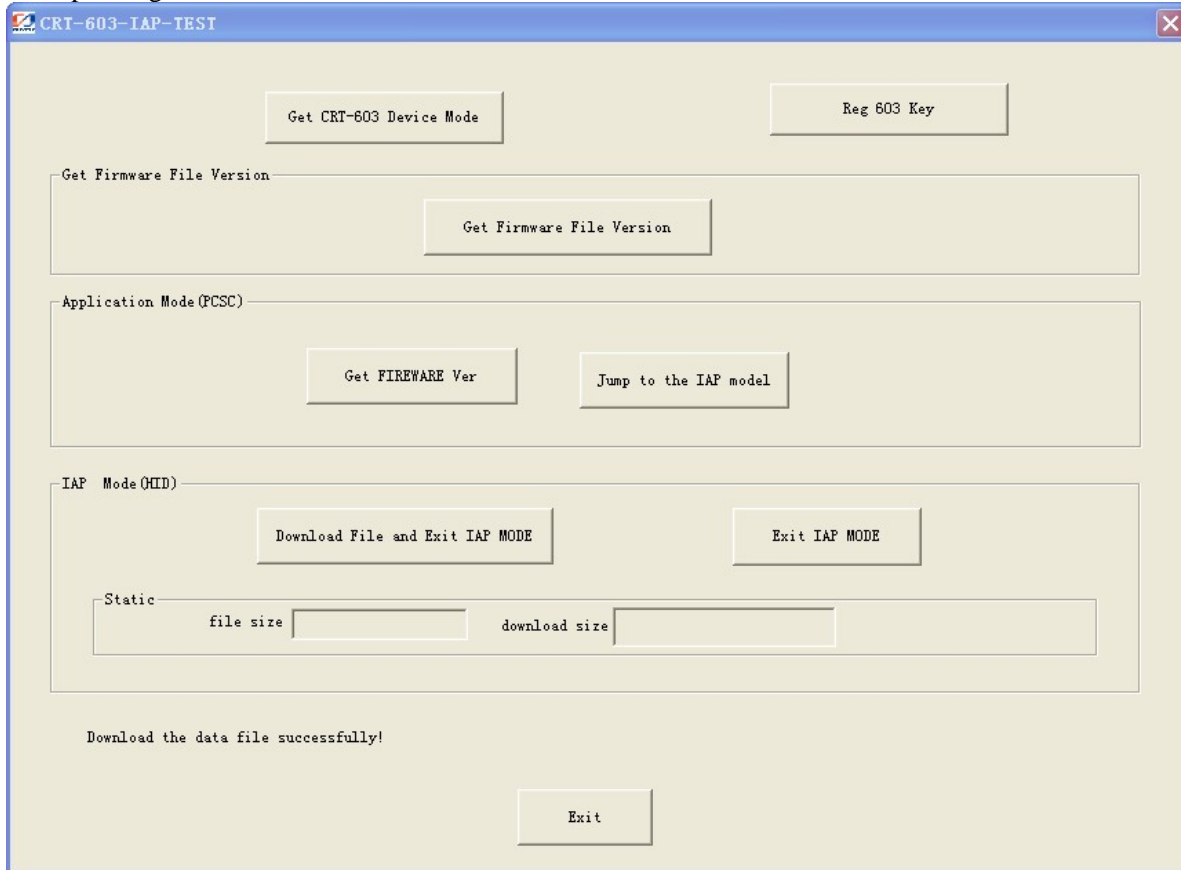 CRT-603-IAP-TEST
Get CRT-603 Device Mode
Reg 603 Key
Get Firmware File Version
Get Firmware File Version
Application Mode(PCSC)
Get FIREWARE Ver
Jump to the IAP model
IAP Mode(HID)
Download File and Exit IAP MODE
Exit IAP MODE
Static
file size
download size
Download the data file successfully!
Exit